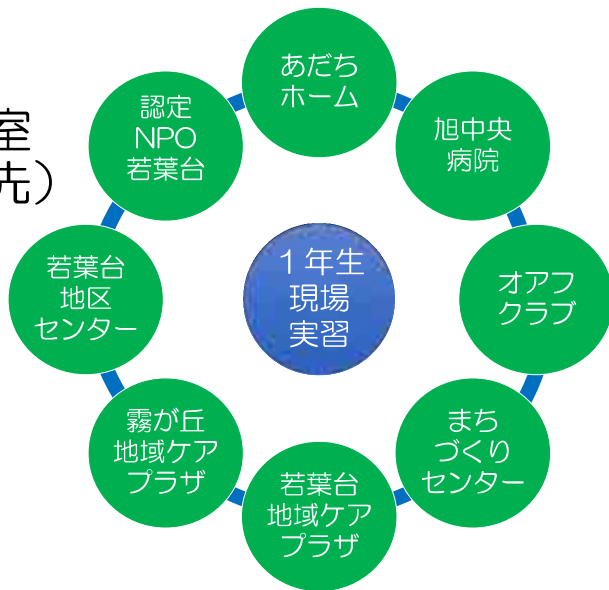 室
先）
あだち
ホーム
旭中央
病院
オアフ
クラブ
まち
づくり
センター
若葉台
地域ケア
プラザ
霧が丘
地域ケア
プラザ
若葉台
地区
センター
認定
NPO
若葉台
１年生
現場
実習